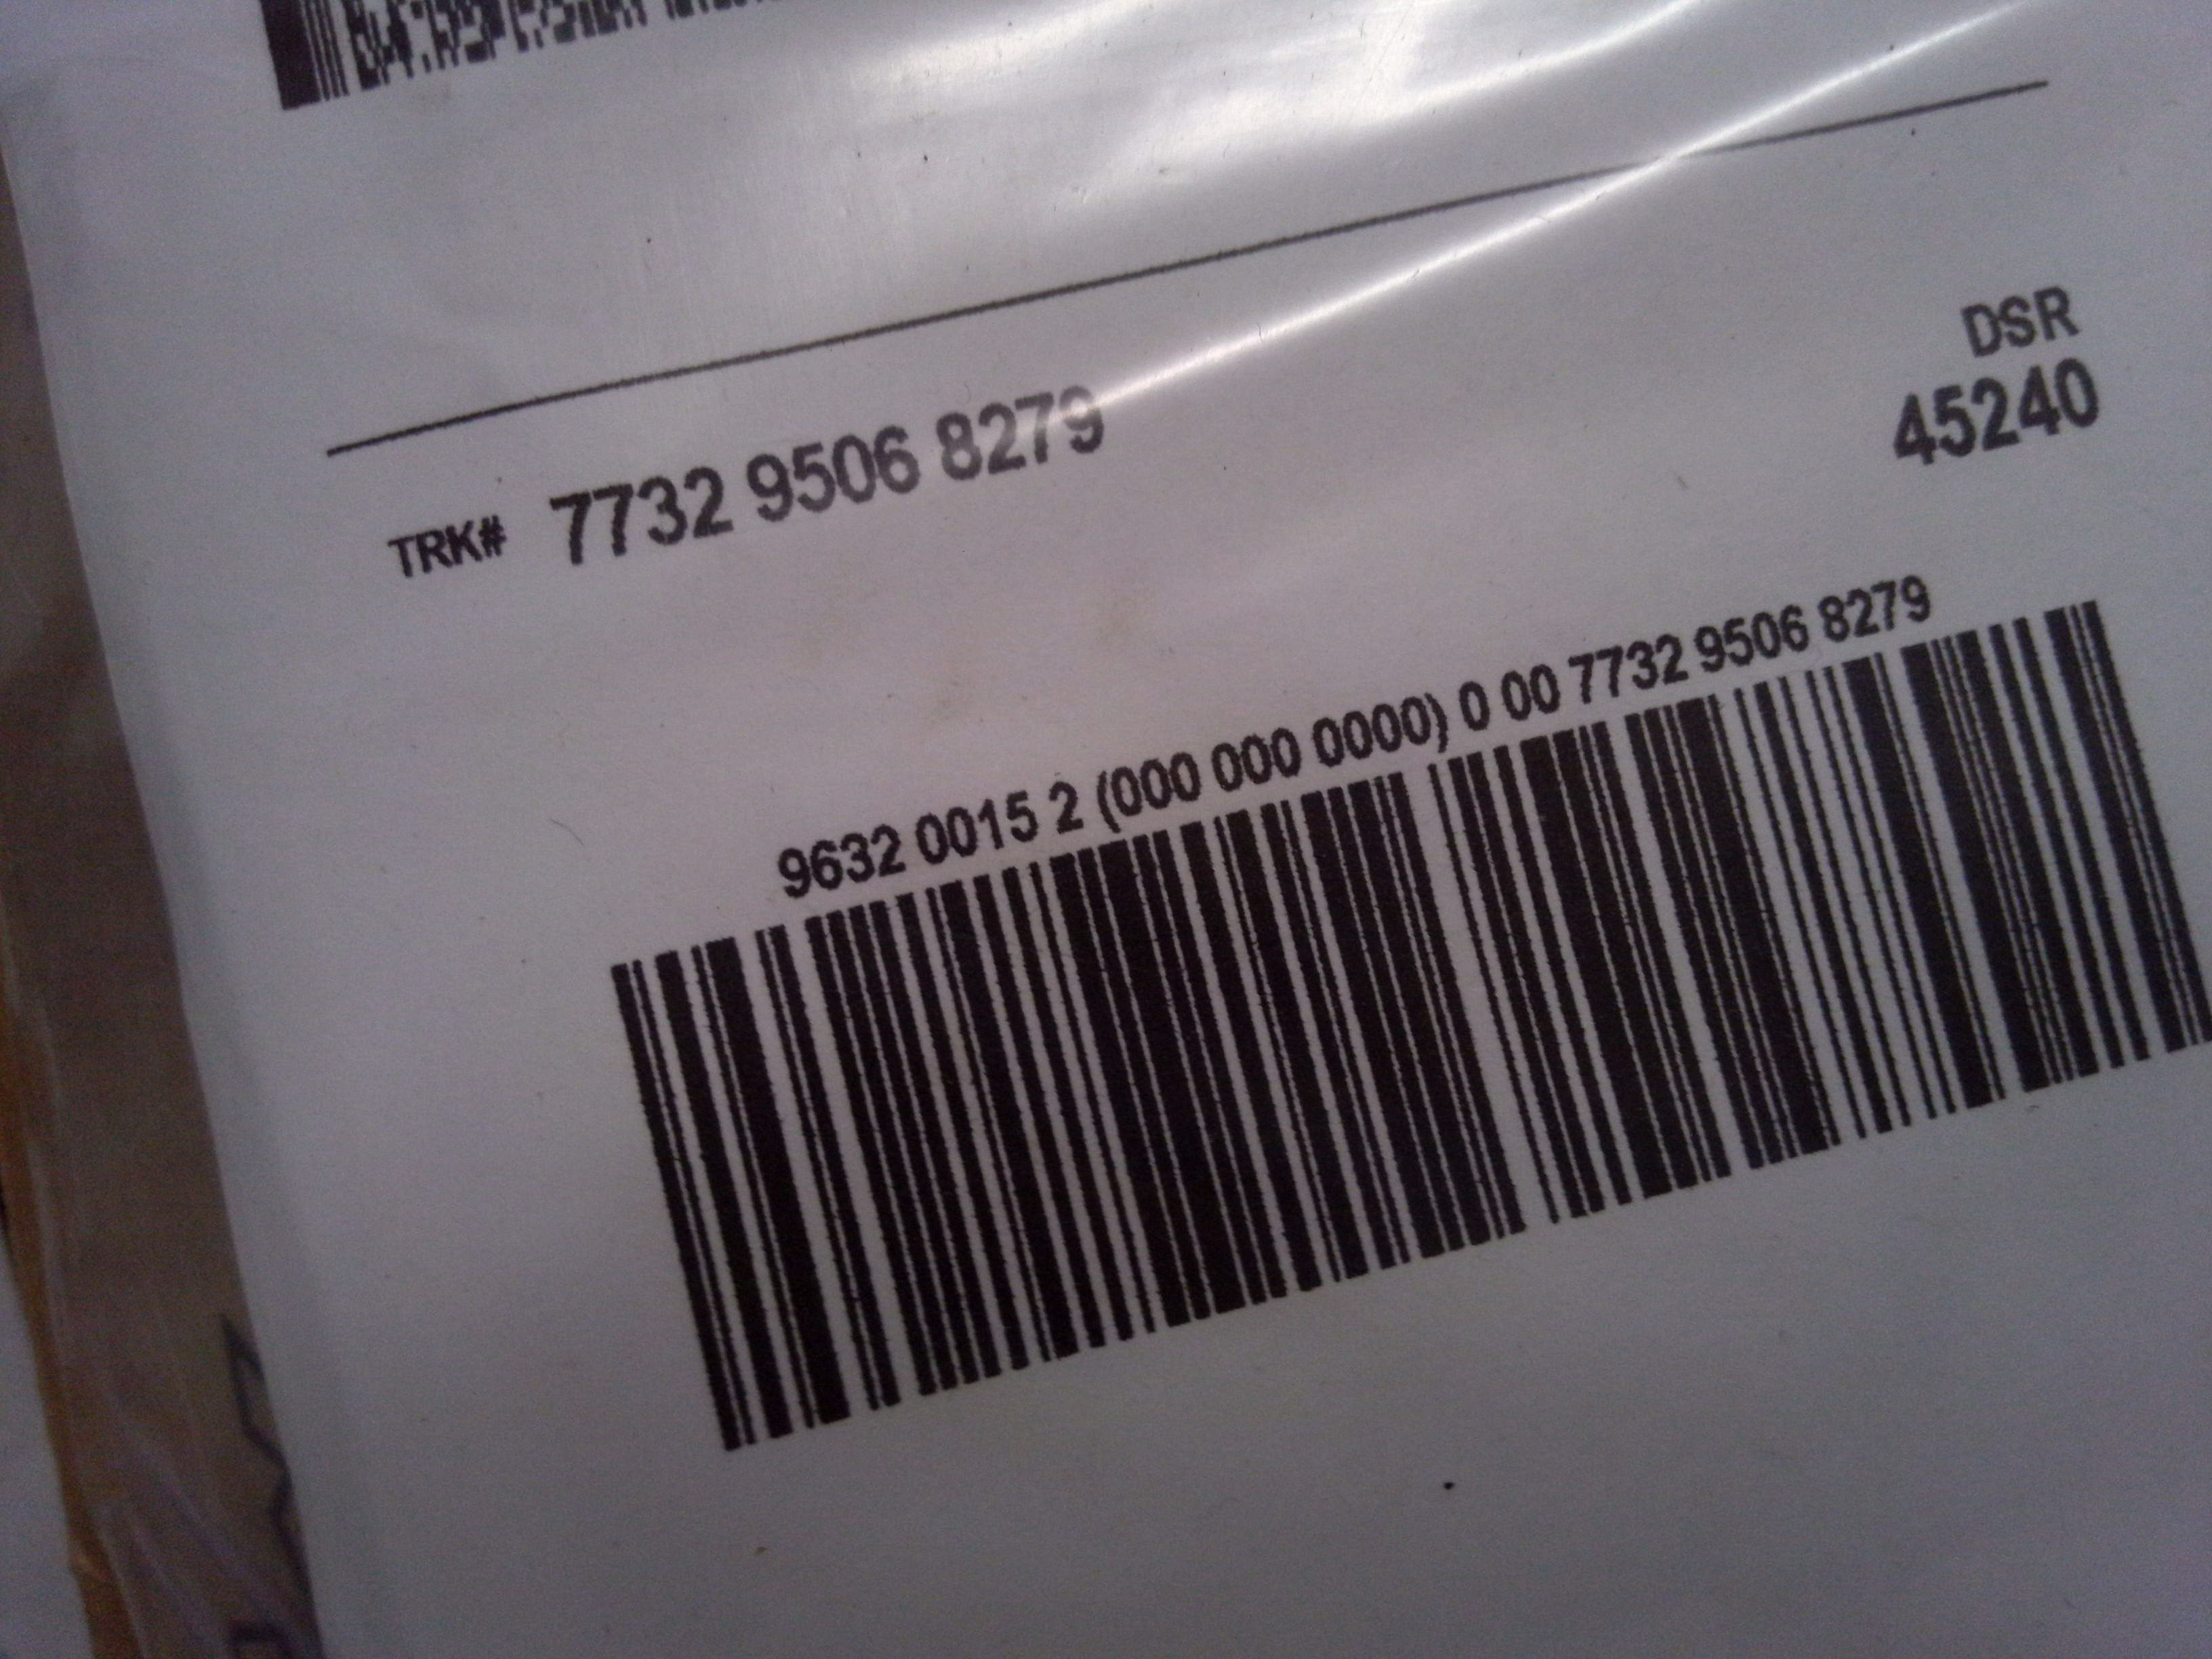 TRK# 7732 9506 8279
DSR
45240
9632 0015 2 (000 000 0000) 0 00 7732 9506 8279